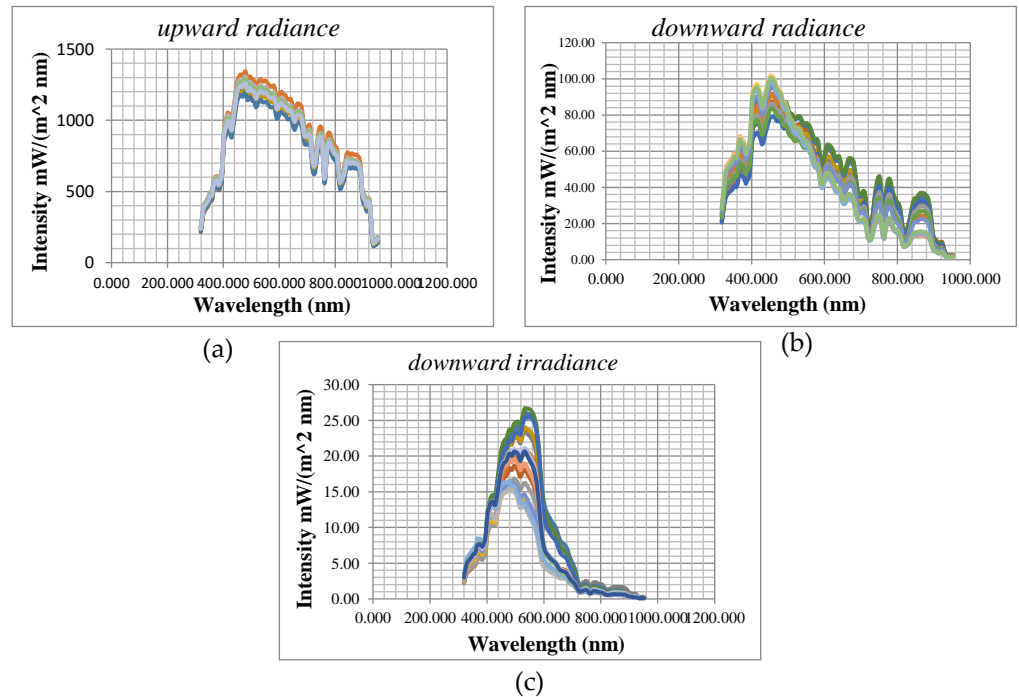 upward radiance
Intensity mW/(m^2 nm)
1500
1000
500
0
0.000 200.000 400.000 600.000 800.000 1000.000 1200.000
Wavelength (nm)
(a)
downward radiance
Intensity mW/(m^2 nm)
120.00
100.00
80.00
60.00
40.00
20.00
0.00
0.000 200.000 400.000 600.000 800.000 1000.000
Wavelength (nm)
(b)
downward irradiance
Intensity mW/(m^2 nm)
30.00
25.00
20.00
15.00
10.00
5.00
0.00
0.000 200.000 400.000 600.000 800.000 1000.000 1200.000
Wavelength (nm)
(c)